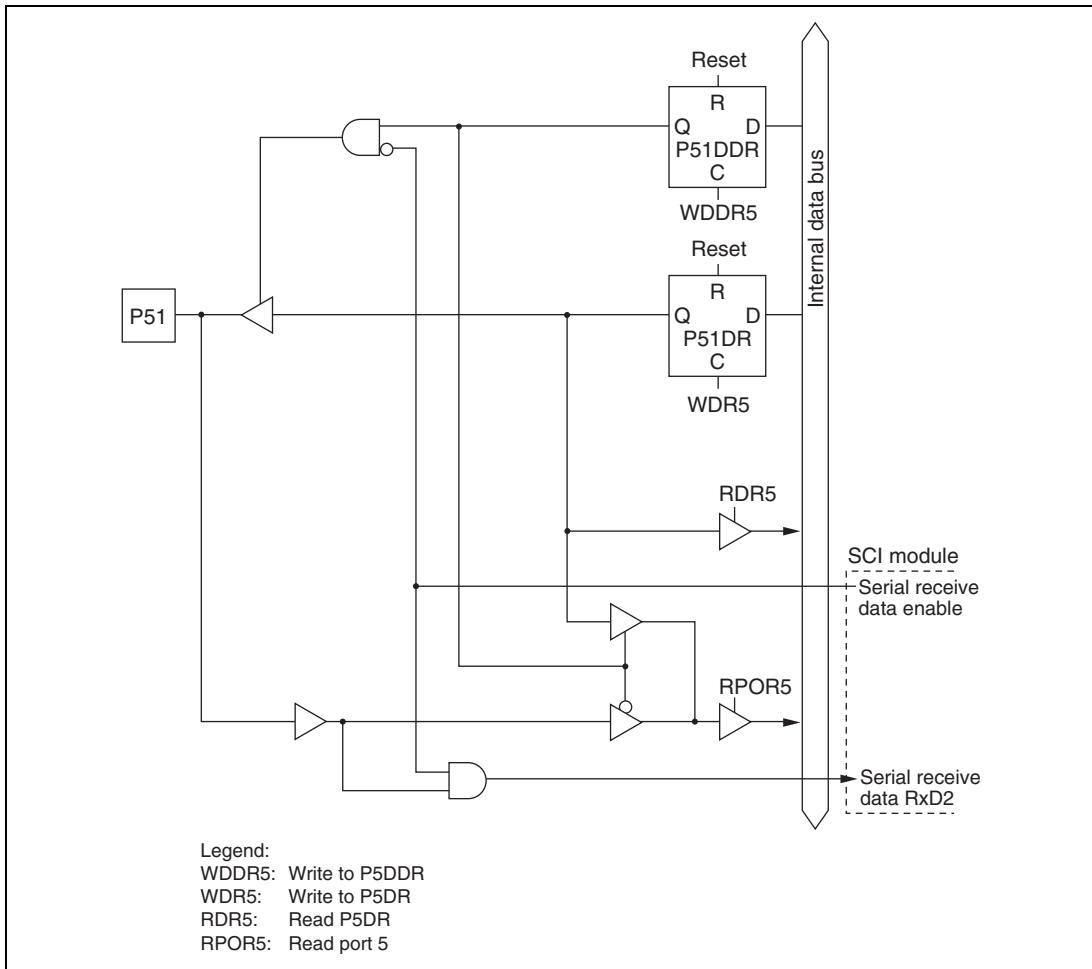 Reset
R
Q D
P51DDR
C
WDDR5
Reset
R
P51
Q D
P51DR
C
WDR5
Internal data bus
RDR5
SCI module
Serial receive
data enable
RPOR5
Serial receive
data RxD2
Legend:
WDDR5: Write to P5DDR
WDR5: Write to P5DR
RDR5: Read P5DR
RPOR5: Read port 5